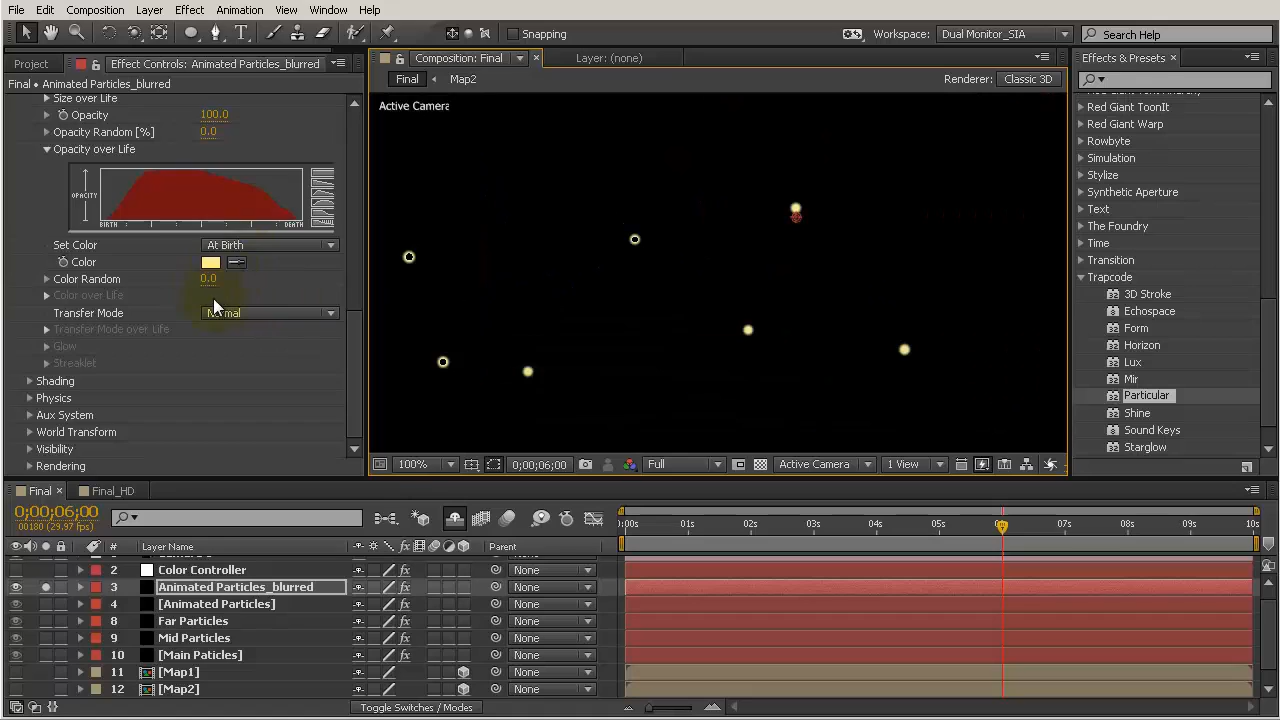 File Edit Composition Layer Effect Animation View Window Help
Snapping Workspace: Dual Monitor_SIA Search Help
Project Effect Controls: Animated Particles_blurred
Final • Animated Particles_blurred
Size over Life
Opacity 100.0
Opacity Random [%] 0.0
Opacity over Life
OPACITY
BIRTH DEATH
Set Color At Birth
Color
Color Random 0.0
Color over Life
Transfer Mode Normal
Transfer Mode over Life
Glow
Streaklet
Shading
Physics
Aux System
World Transform
Visibility
Rendering
Composition: Final Layer: (none)
Final Map2 Renderer: Classic 3D
Active Camera
100% 0;00;06;00 Full Active Camera 1 View
Effects & Presets
Red Giant ToonIt
Red Giant Warp
Rowbyte
Simulation
Stylize
Synthetic Aperture
Text
The Foundry
Time
Transition
Trapcode
3D Stroke
Echospace
Form
Horizon
Lux
Mir
Particular
Shine
Sound Keys
Starglow
Final Final_HD
0;00;06;00
00180 (29.97 fps)
:00s 01s 02s 03s 04s 05s 06s 07s 08s 09s 10s
# Layer Name fx Parent
2 Color Controller fx None
3 Animated Particles_blurred fx None
4 [Animated Particles] fx None
8 Far Particles fx None
9 Mid Particles fx None
10 [Main Paticles] fx None
11 [Map1] None
12 [Map2] None
Toggle Switches / Modes